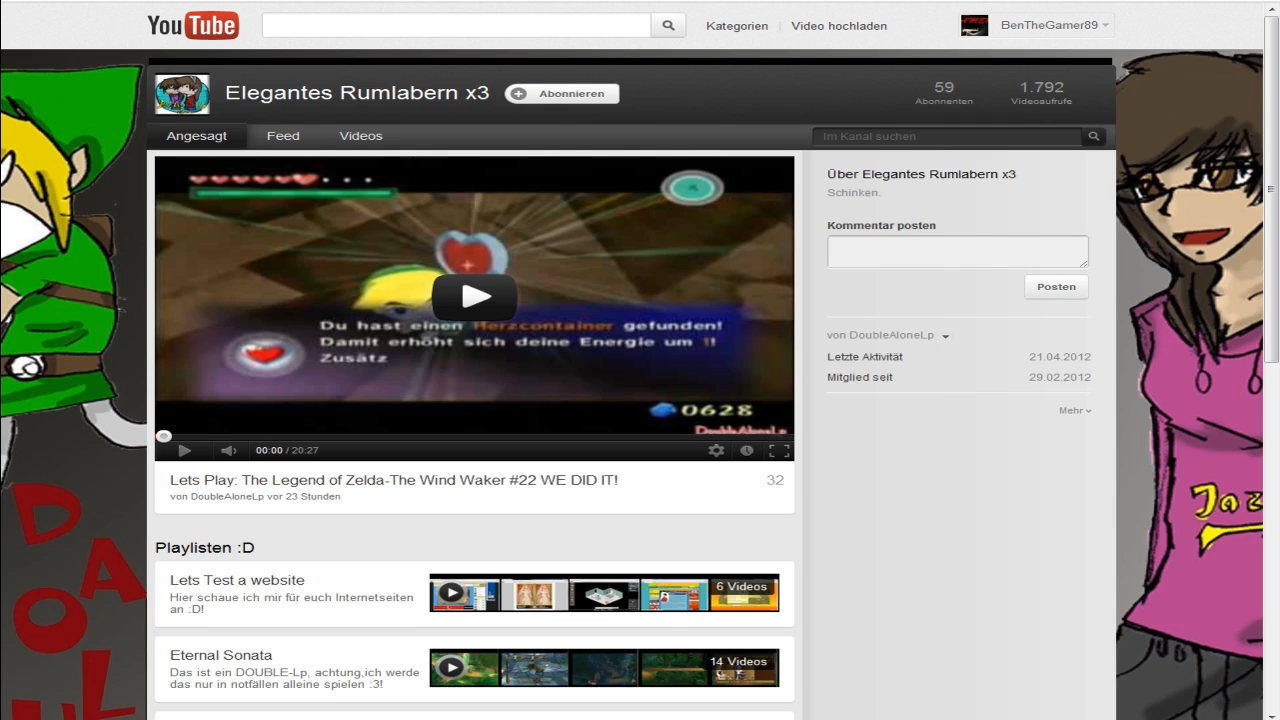 YouTube
Kategorien
Video hochladen
BenTheGamer89
Elegantes Rumlabern x3
Abonnieren
59
Abonnenten
1.792
Videoaufrufe
Angesagt
Feed
Videos
Im Kanal suchen
Du hast einen Herzcontainer gefunden!
Damit erhöht sich deine Energie um 1!
Zusätz
0628
DoubleAloneLp
00:00 / 20:27
Lets Play: The Legend of Zelda-The Wind Waker #22 WE DID IT!
32
von DoubleAloneLp vor 23 Stunden
Playlisten :D
Lets Test a website
Hier schaue ich mir für euch Internetseiten
an :D!
6 Videos
Eternal Sonata
Das ist ein DOUBLE-Lp, achtung,ich werde
das nur in notfällen alleine spielen :3!
14 Videos
Über Elegantes Rumlabern x3
Schinken.
Kommentar posten
Posten
von DoubleAloneLp
Letzte Aktivität
21.04.2012
Mitglied seit
29.02.2012
Mehr